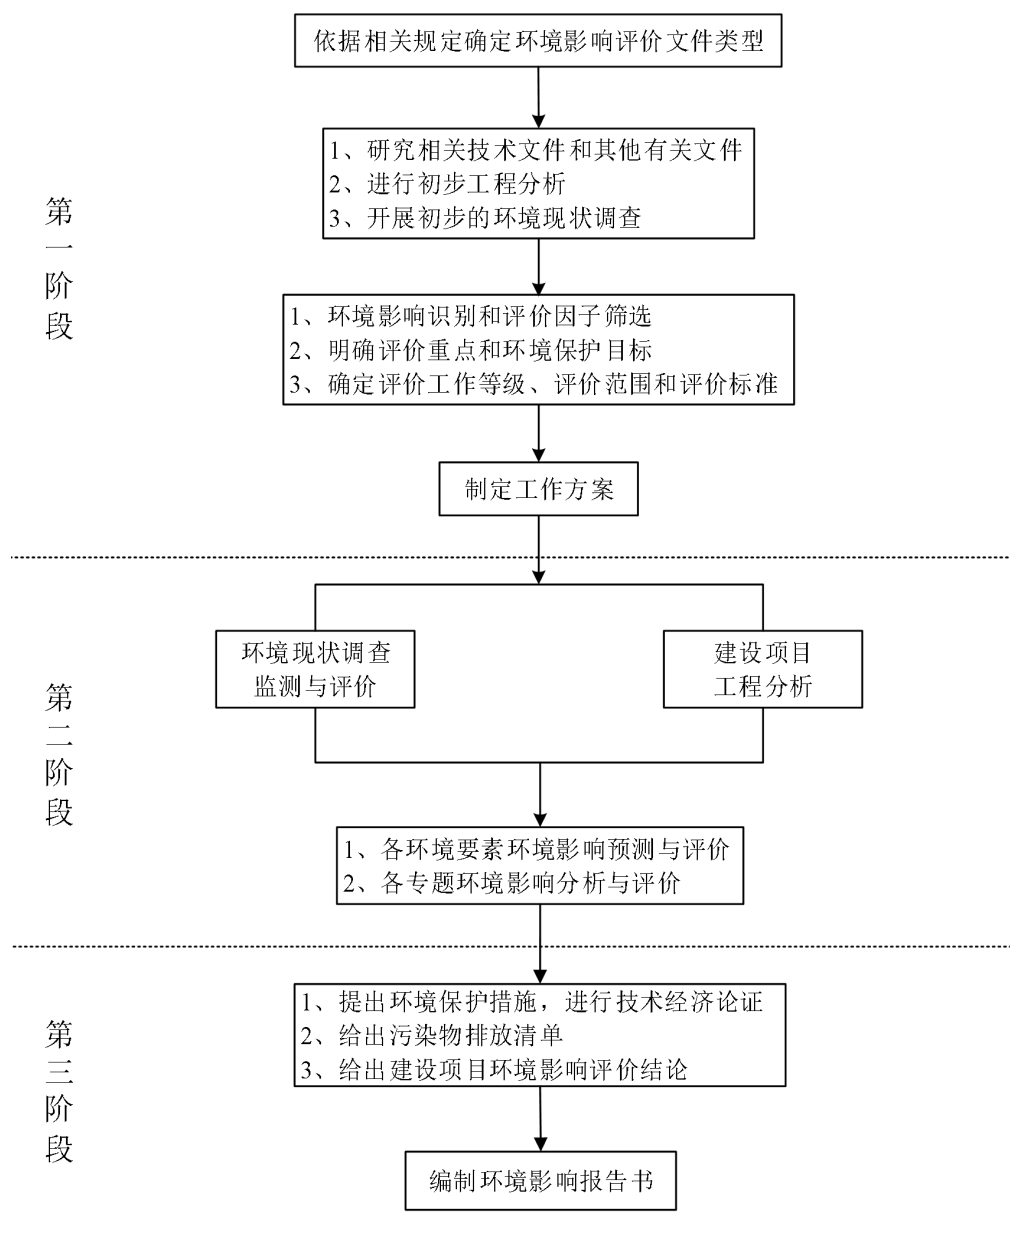 依据相关规定确定环境影响评价文件类型
1、研究相关技术文件和其他有关文件
2、进行初步工程分析
3、开展初步的环境现状调查
第一阶段
1、环境影响识别和评价因子筛选
2、明确评价重点和环境保护目标
3、确定评价工作等级、评价范围和评价标准
制定工作方案
环境现状调查
监测与评价
建设项目
工程分析
第二阶段
1、各环境要素环境影响预测与评价
2、各专题环境影响分析与评价
1、提出环境保护措施，进行技术经济论证
2、给出污染物排放清单
3、给出建设项目环境影响评价结论
第三阶段
编制环境影响报告书